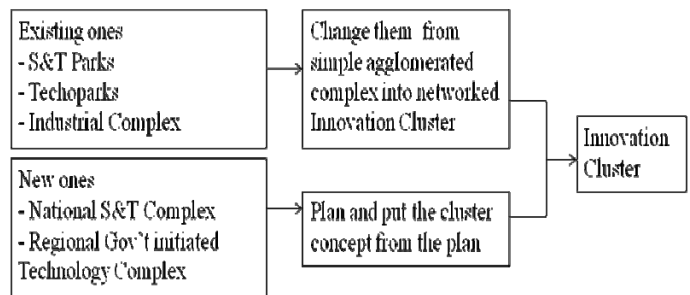 Existing ones
- S&T Parks
- Techoparks
- Industrial Complex
Change them from
simple agglomerated
complex into networked
Innovation Cluster
New ones
- National S&T Complex
- Regional Gov't initiated
Technology Complex
Plan and put the cluster
concept from the plan
Innovation
Cluster